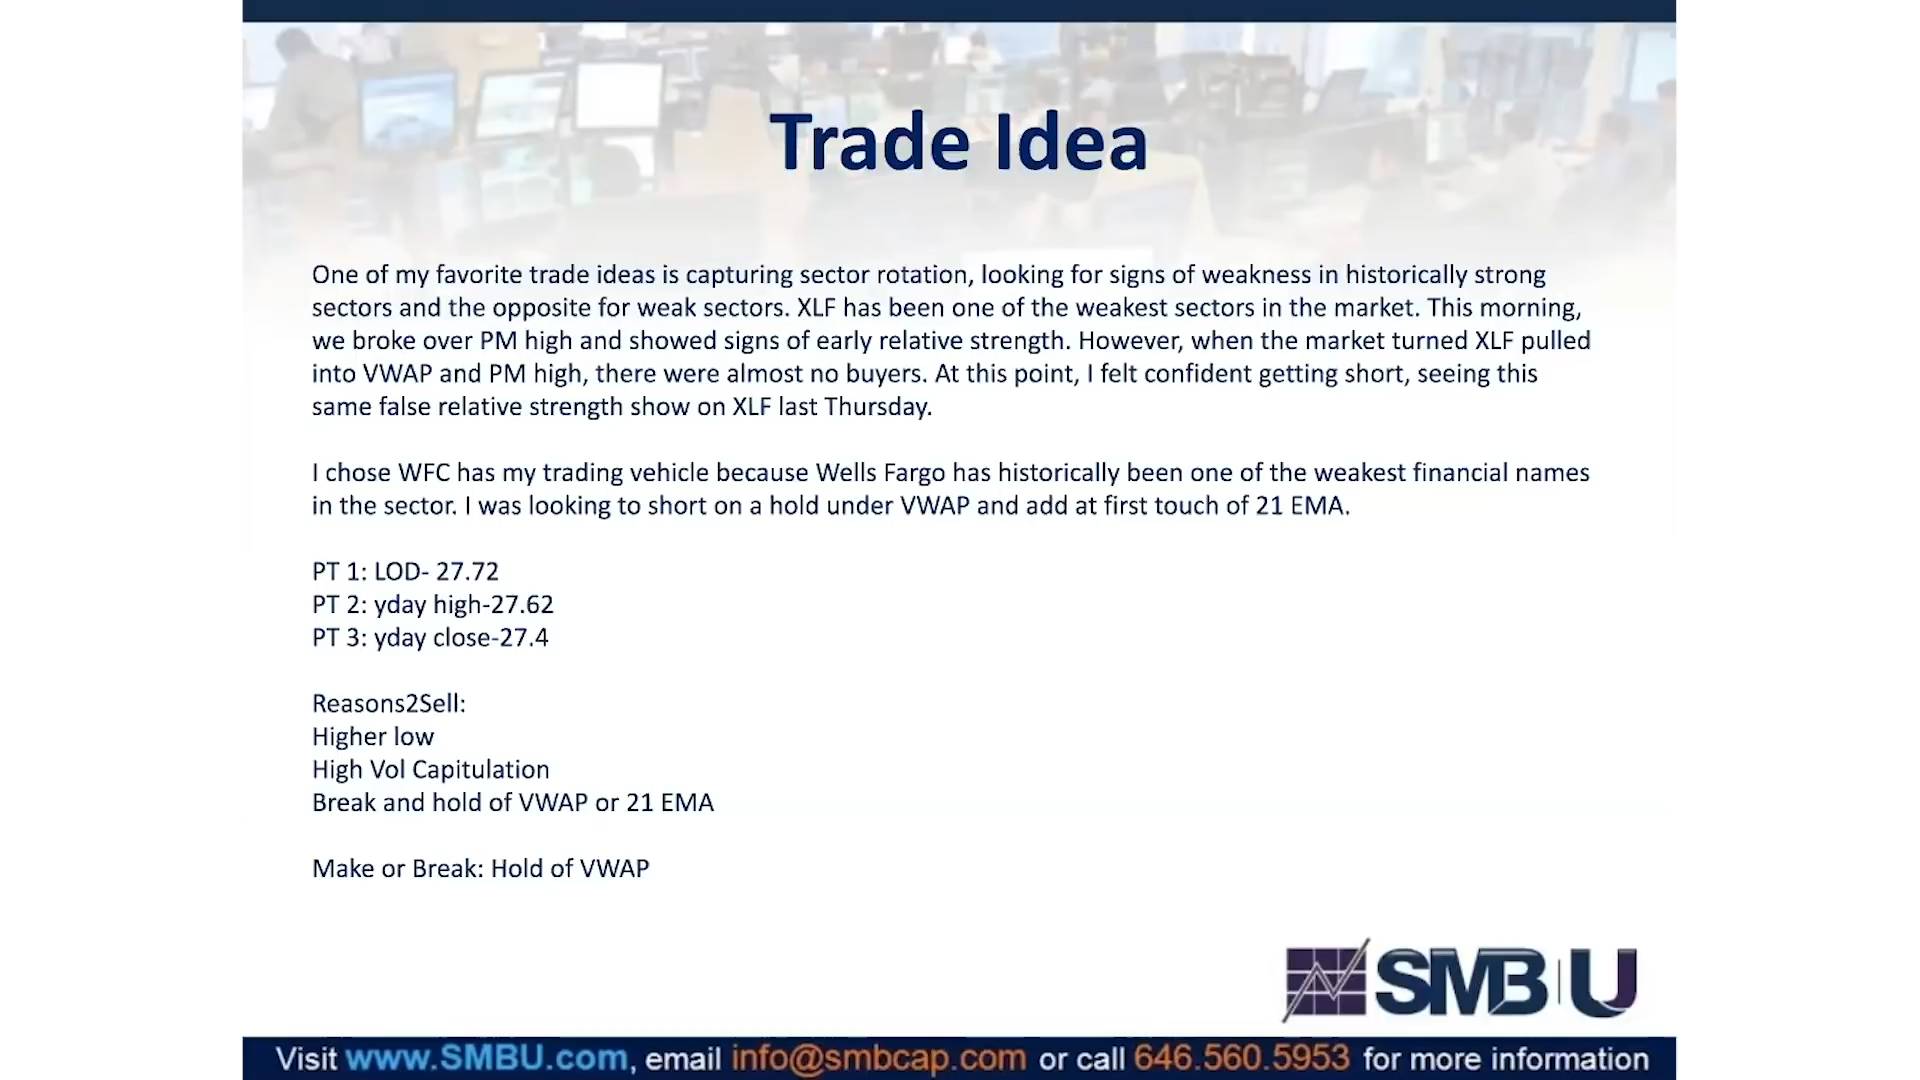 Trade Idea
One of my favorite trade ideas is capturing sector rotation, looking for signs of weakness in historically strong
sectors and the opposite for weak sectors. XLF has been one of the weakest sectors in the market. This morning,
we broke over PM high and showed signs of early relative strength. However, when the market turned XLF pulled
into VWAP and PM high, there were almost no buyers. At this point, I felt confident getting short, seeing this
same false relative strength show on XLF last Thursday.
I chose WFC has my trading vehicle because Wells Fargo has historically been one of the weakest financial names
in the sector. I was looking to short on a hold under VWAP and add at first touch of 21 EMA.
PT 1: LOD- 27.72
PT 2: yday high-27.62
PT 3: yday close-27.4
Reasons2Sell:
Higher low
High Vol Capitulation
Break and hold of VWAP or 21 EMA
Make or Break: Hold of VWAP
SMB U
Visit www.SMBU.com, email info@smbcap.com or call 646.560.5953 for more information